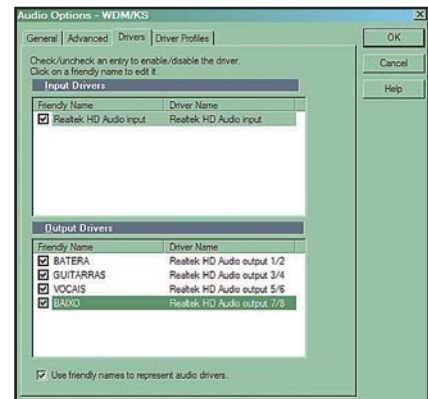 Audio Options - WDM/KS
General Advanced Drivers Driver Profiles
OK
Cancel
Help
Check/uncheck an entry to enable/disable the driver.
Click on a friendly name to edit it.
Input Drivers
Friendly Name Driver Name
Realtek HD Audio input Realtek HD Audio input
Output Drivers
Friendly Name Driver Name
BATERA Realtek HD Audio output 1/2
GUITARRAS Realtek HD Audio output 3/4
VOCAIS Realtek HD Audio output 5/6
BAIXO Realtek HD Audio output 7/8
Use friendly names to represent audio drivers.